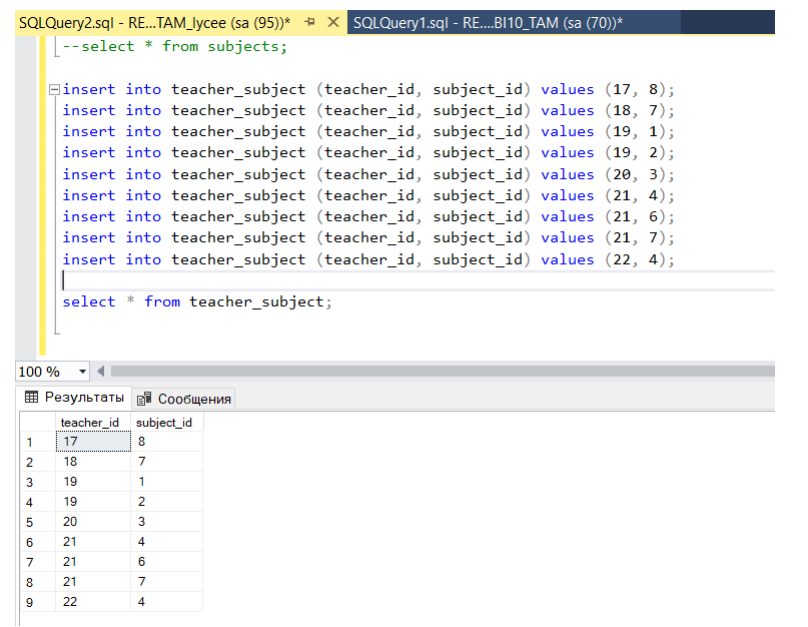 SQLQuery2.sql - RE...TAM_lycee (sa (95))* SQLQuery1.sql - RE....BI10_TAM (sa (70))*
--select * from subjects;
insert into teacher_subject (teacher_id, subject_id) values (17, 8);
insert into teacher_subject (teacher_id, subject_id) values (18, 7);
insert into teacher_subject (teacher_id, subject_id) values (19, 1);
insert into teacher_subject (teacher_id, subject_id) values (19, 2);
insert into teacher_subject (teacher_id, subject_id) values (20, 3);
insert into teacher_subject (teacher_id, subject_id) values (21, 4);
insert into teacher_subject (teacher_id, subject_id) values (21, 6);
insert into teacher_subject (teacher_id, subject_id) values (21, 7);
insert into teacher_subject (teacher_id, subject_id) values (22, 4);
select * from teacher_subject;
100 %
Результаты Сообщения
teacher_id subject_id
1 17 8
2 18 7
3 19 1
4 19 2
5 20 3
6 21 4
7 21 6
8 21 7
9 22 4